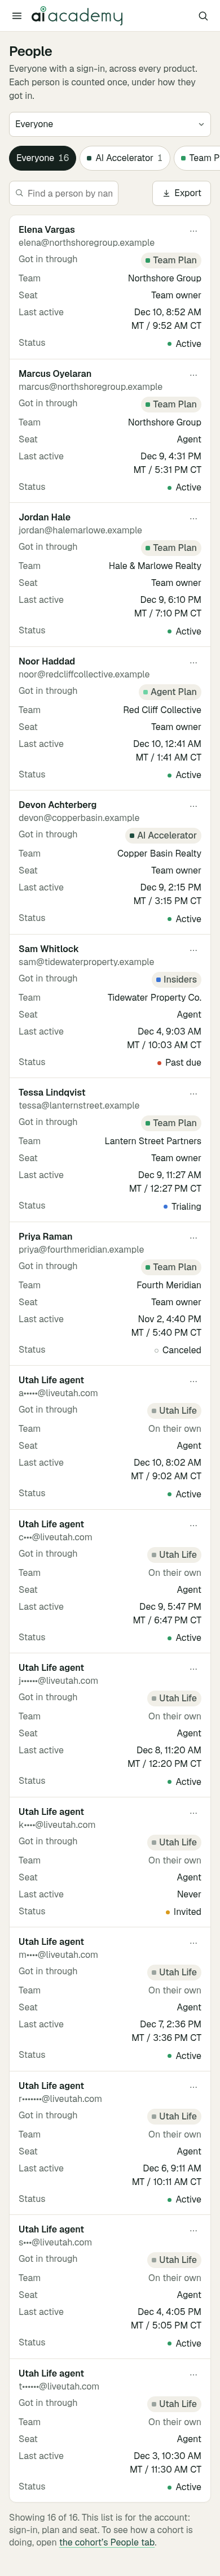 ai academy
People
Everyone with a sign-in, across every product.
Each person is counted once, under how they
got in.
Everyone
Everyone 16
AI Accelerator 1
Team P
Find a person by nam
Export
Elena Vargas
elena@northshoregroup.example
Got in through Team Plan
Team Northshore Group
Seat Team owner
Last active Dec 10, 8:52 AM
MT / 9:52 AM CT
Status Active
Marcus Oyelaran
marcus@northshoregroup.example
Got in through Team Plan
Team Northshore Group
Seat Agent
Last active Dec 9, 4:31 PM
MT / 5:31 PM CT
Status Active
Jordan Hale
jordan@halemarlowe.example
Got in through Team Plan
Team Hale & Marlowe Realty
Seat Team owner
Last active Dec 9, 6:10 PM
MT / 7:10 PM CT
Status Active
Noor Haddad
noor@redcliffcollective.example
Got in through Agent Plan
Team Red Cliff Collective
Seat Team owner
Last active Dec 10, 12:41 AM
MT / 1:41 AM CT
Status Active
Devon Achterberg
devon@copperbasin.example
Got in through AI Accelerator
Team Copper Basin Realty
Seat Team owner
Last active Dec 9, 2:15 PM
MT / 3:15 PM CT
Status Active
Sam Whitlock
sam@tidewaterproperty.example
Got in through Insiders
Team Tidewater Property Co.
Seat Agent
Last active Dec 4, 9:03 AM
MT / 10:03 AM CT
Status Past due
Tessa Lindqvist
tessa@lanternstreet.example
Got in through Team Plan
Team Lantern Street Partners
Seat Team owner
Last active Dec 9, 11:27 AM
MT / 12:27 PM CT
Status Trialing
Priya Raman
priya@fourthmeridian.example
Got in through Team Plan
Team Fourth Meridian
Seat Team owner
Last active Nov 2, 4:40 PM
MT / 5:40 PM CT
Status Canceled
Utah Life agent
a•••••@liveutah.com
Got in through Utah Life
Team On their own
Seat Agent
Last active Dec 10, 8:02 AM
MT / 9:02 AM CT
Status Active
Utah Life agent
c•••@liveutah.com
Got in through Utah Life
Team On their own
Seat Agent
Last active Dec 9, 5:47 PM
MT / 6:47 PM CT
Status Active
Utah Life agent
j••••••@liveutah.com
Got in through Utah Life
Team On their own
Seat Agent
Last active Dec 8, 11:20 AM
MT / 12:20 PM CT
Status Active
Utah Life agent
k••••@liveutah.com
Got in through Utah Life
Team On their own
Seat Agent
Last active Never
Status Invited
Utah Life agent
m••••@liveutah.com
Got in through Utah Life
Team On their own
Seat Agent
Last active Dec 7, 2:36 PM
MT / 3:36 PM CT
Status Active
Utah Life agent
r•••••••@liveutah.com
Got in through Utah Life
Team On their own
Seat Agent
Last active Dec 6, 9:11 AM
MT / 10:11 AM CT
Status Active
Utah Life agent
s•••@liveutah.com
Got in through Utah Life
Team On their own
Seat Agent
Last active Dec 4, 4:05 PM
MT / 5:05 PM CT
Status Active
Utah Life agent
t••••••@liveutah.com
Got in through Utah Life
Team On their own
Seat Agent
Last active Dec 3, 10:30 AM
MT / 11:30 AM CT
Status Active
Showing 16 of 16. This list is for the account:
sign-in, plan and seat. To see how a cohort is
doing, open the cohort's People tab.